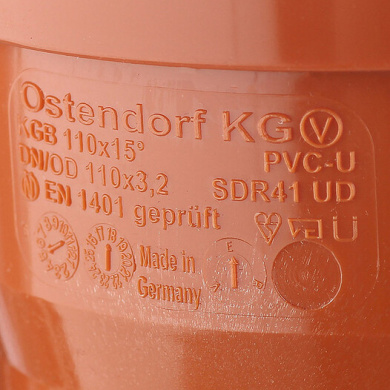 Ostendorf KG V
KGB 110x15° PVC-U
DN/OD 110x3,2 SDR41 UD
N EN 1401 geprüft Ü
Made in
Germany